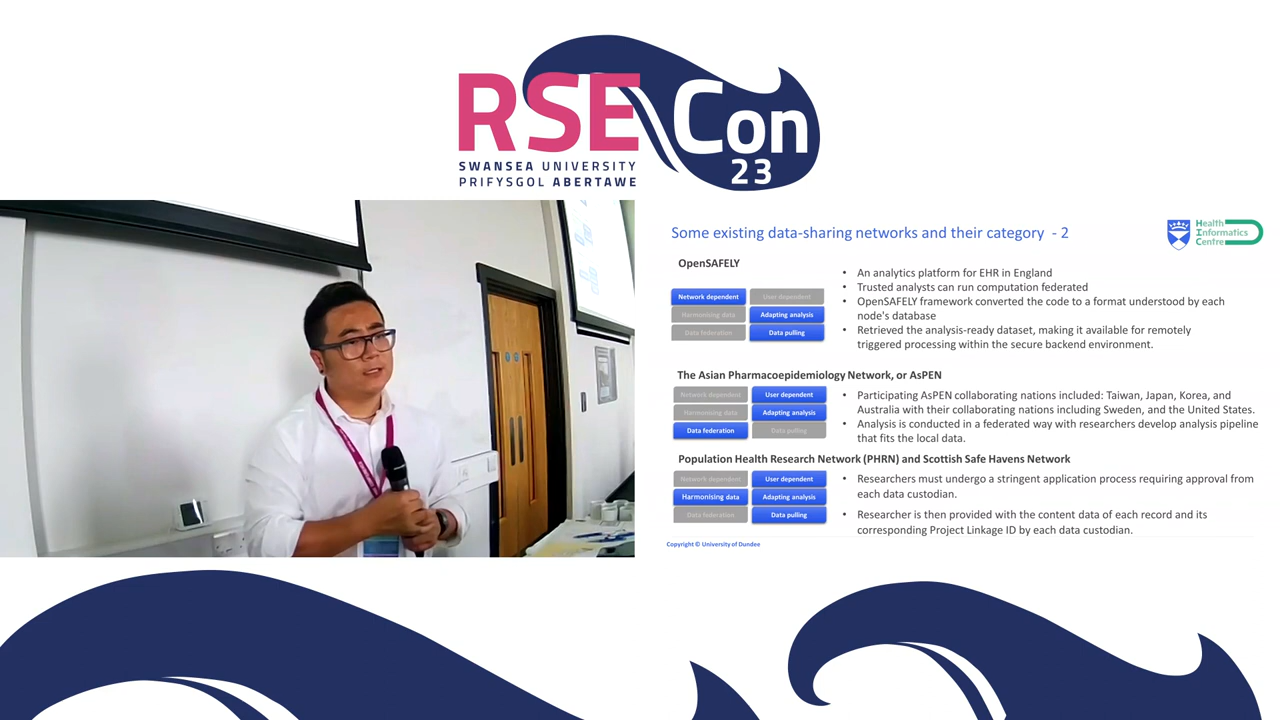 RSE Con
23
SWANSEA UNIVERSITY
PRIFYSGOL ABERTAWE
Some existing data-sharing networks and their category - 2
Health
Informatics
Centre
OpenSAFELY
Network dependent User dependent
Harmonising data Adapting analysis
Data federation Data pulling
• An analytics platform for EHR in England
• Trusted analysts can run computation federated
• OpenSAFELY framework converted the code to a format understood by each
node's database
• Retrieved the analysis-ready dataset, making it available for remotely
triggered processing within the secure backend environment.
The Asian Pharmacoepidemiology Network, or AsPEN
Network dependent User dependent
Harmonising data Adapting analysis
Data federation Data pulling
• Participating AsPEN collaborating nations included: Taiwan, Japan, Korea, and
Australia with their collaborating nations including Sweden, and the United States.
• Analysis is conducted in a federated way with researchers develop analysis pipeline
that fits the local data.
Population Health Research Network (PHRN) and Scottish Safe Havens Network
Network dependent User dependent
Harmonising data Adapting analysis
Data federation Data pulling
• Researchers must undergo a stringent application process requiring approval from
each data custodian.
• Researcher is then provided with the content data of each record and its
corresponding Project Linkage ID by each data custodian.
Copyright © University of Dundee